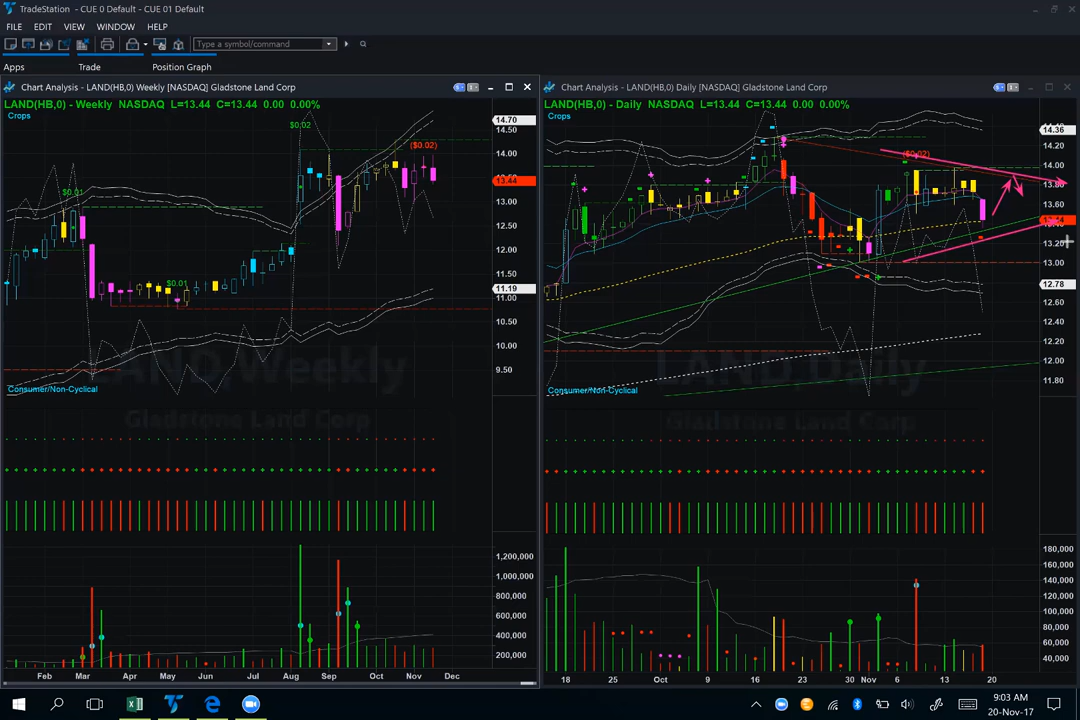 TradeStation - CUE 0 Default - CUE 01 Default
FILE EDIT VIEW WINDOW HELP
Type a symbol/command
Apps Trade Position Graph
Chart Analysis - LAND(HB,0) Weekly [NASDAQ] Gladstone Land Corp
LAND(HB,0) - Weekly NASDAQ L=13.44 C=13.44 0.00 0.00%
Crops
$0.01
$0.02
($0.02)
$0.01
14.70
14.50
14.00
13.44
13.00
12.50
12.00
11.50
11.19
11.00
10.50
10.00
9.50
LAND,Weekly
Gladstone Land Corp
Consumer/Non-Cyclical
1,200,000
1,000,000
800,000
600,000
400,000
200,000
Feb Mar Apr May Jun Jul Aug Sep Oct Nov Dec
Chart Analysis - LAND(HB,0) Daily [NASDAQ] Gladstone Land Corp
LAND(HB,0) - Daily NASDAQ L=13.44 C=13.44 0.00 0.00%
Crops
($0.02)
14.36
14.20
14.00
13.80
13.60
13.20
13.00
12.78
12.40
12.20
12.00
11.80
LAND,Daily
Gladstone Land Corp
Consumer/Non-Cyclical
180,000
160,000
140,000
120,000
100,000
80,000
60,000
40,000
18 25 Oct 9 16 23 30 Nov 6 13 20
9:03 AM
20-Nov-17